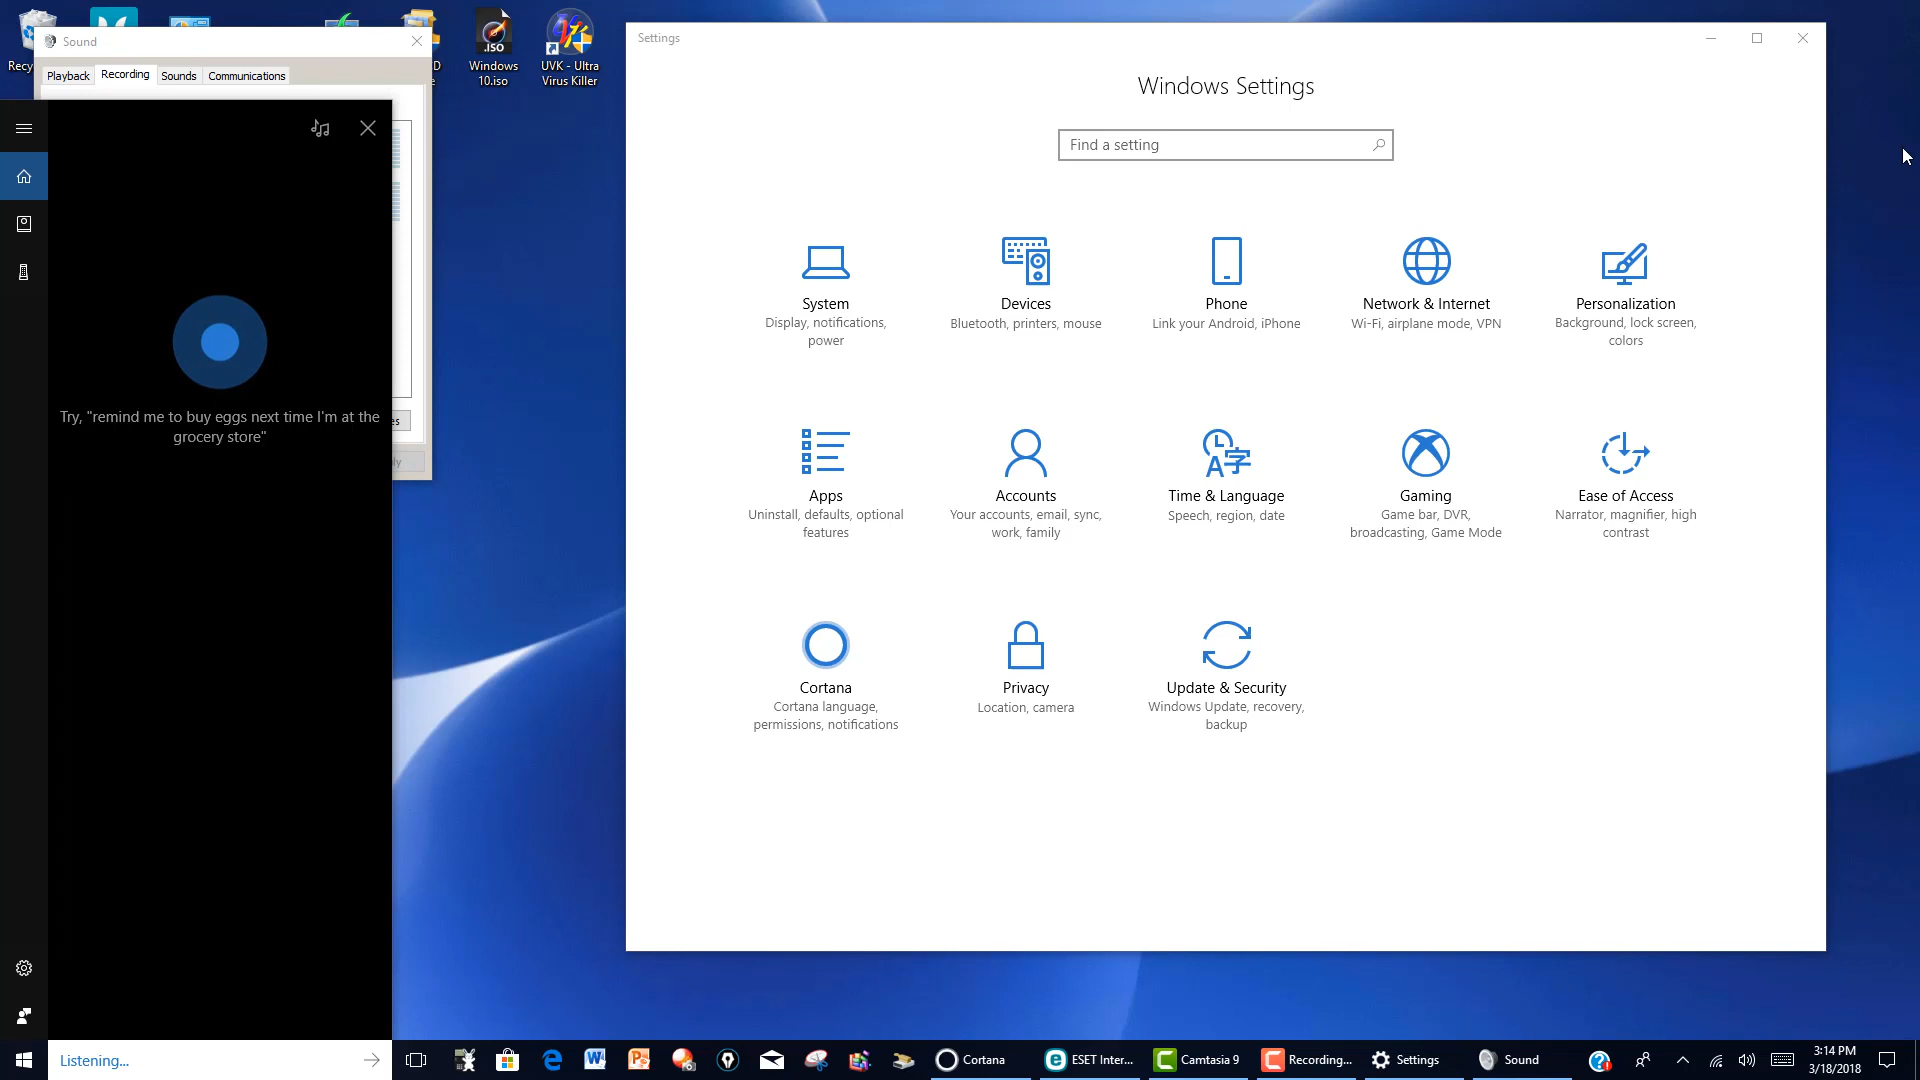 Recy
Sound
Playback
Recording
Sounds
Communications
D
e
.ISO
Windows
10.iso
UVK - Ultra
Virus Killer
es
ly
Try, "remind me to buy eggs next time I'm at the
grocery store"
Settings
Windows Settings
Find a setting
System
Display, notifications,
power
Devices
Bluetooth, printers, mouse
Phone
Link your Android, iPhone
Network & Internet
Wi-Fi, airplane mode, VPN
Personalization
Background, lock screen,
colors
Apps
Uninstall, defaults, optional
features
Accounts
Your accounts, email, sync,
work, family
Time & Language
Speech, region, date
Gaming
Game bar, DVR,
broadcasting, Game Mode
Ease of Access
Narrator, magnifier, high
contrast
Cortana
Cortana language,
permissions, notifications
Privacy
Location, camera
Update & Security
Windows Update, recovery,
backup
Listening...
Cortana
ESET Inter...
Camtasia 9
Recording...
Settings
Sound
3:14 PM
3/18/2018